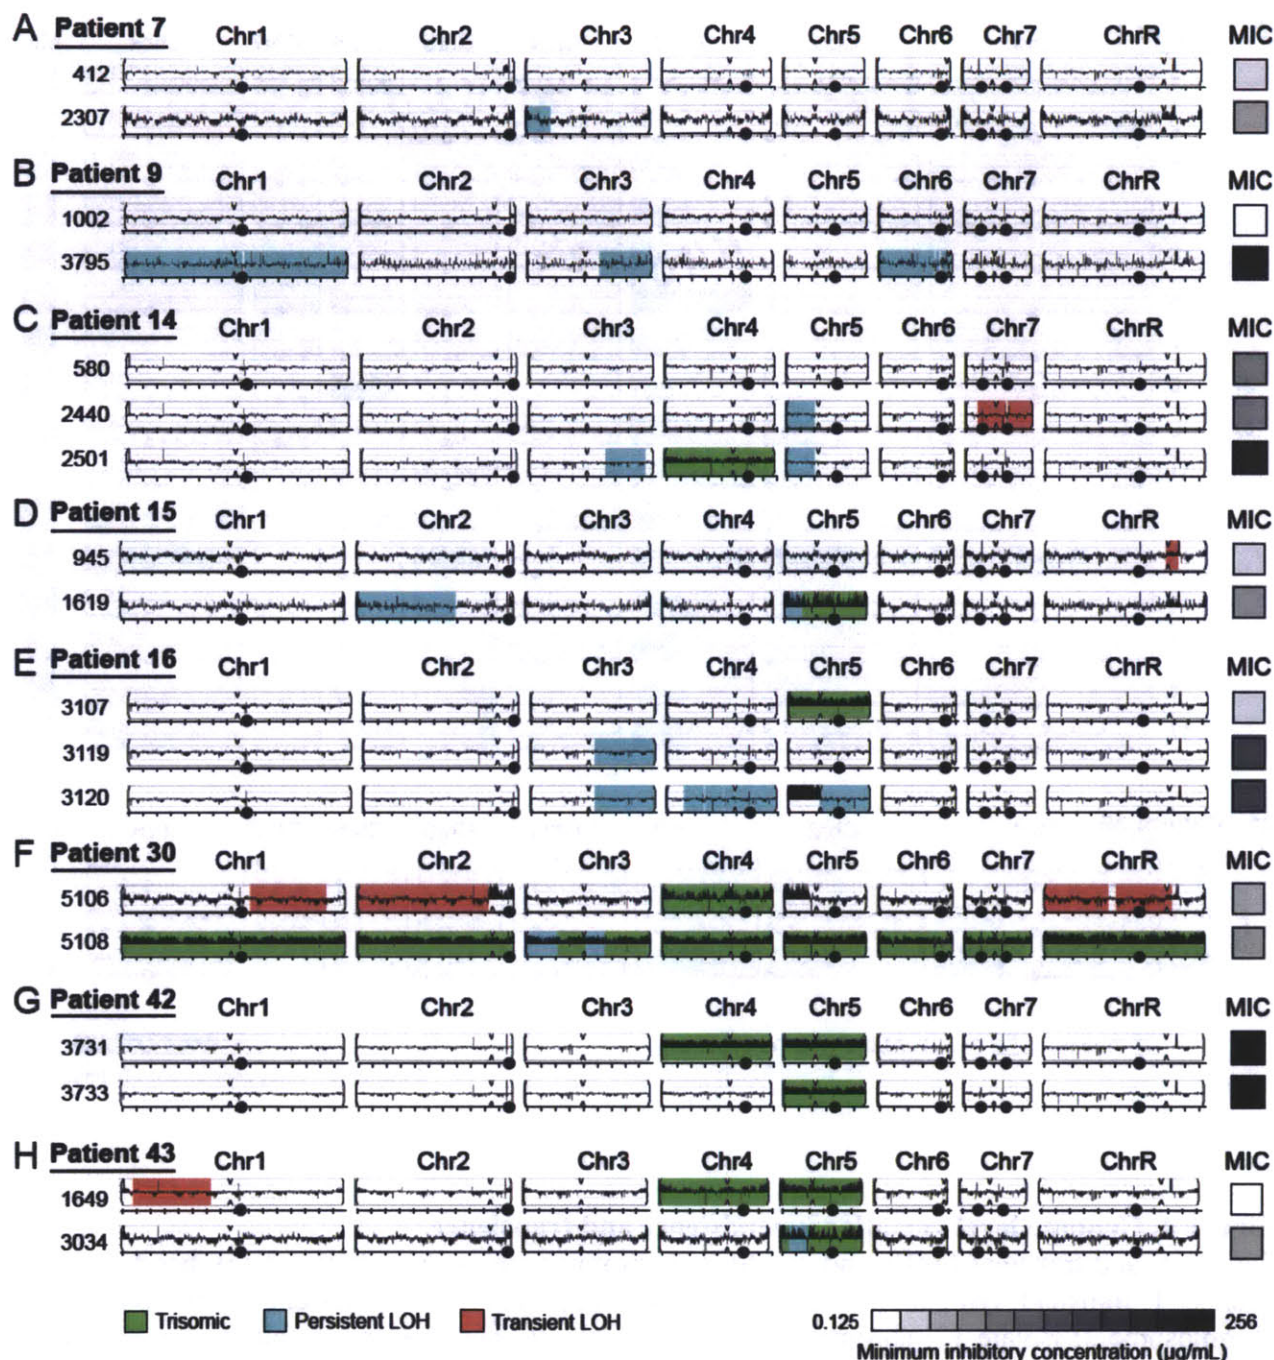 A Patient 7 Chr1 Chr2 Chr3 Chr4 Chr5 Chr6 Chr7 ChrR MIC
412
2307
B Patient 9 Chr1 Chr2 Chr3 Chr4 Chr5 Chr6 Chr7 ChrR MIC
1002
3795
C Patient 14 Chr1 Chr2 Chr3 Chr4 Chr5 Chr6 Chr7 ChrR MIC
580
2440
2501
D Patient 15 Chr1 Chr2 Chr3 Chr4 Chr5 Chr6 Chr7 ChrR MIC
945
1619
E Patient 16 Chr1 Chr2 Chr3 Chr4 Chr5 Chr6 Chr7 ChrR MIC
3107
3119
3120
F Patient 30 Chr1 Chr2 Chr3 Chr4 Chr5 Chr6 Chr7 ChrR MIC
5106
5108
G Patient 42 Chr1 Chr2 Chr3 Chr4 Chr5 Chr6 Chr7 ChrR MIC
3731
3733
H Patient 43 Chr1 Chr2 Chr3 Chr4 Chr5 Chr6 Chr7 ChrR MIC
1649
3034
Trisomic Persistent LOH Transient LOH 0.125 256
Minimum inhibitory concentration (µg/mL)